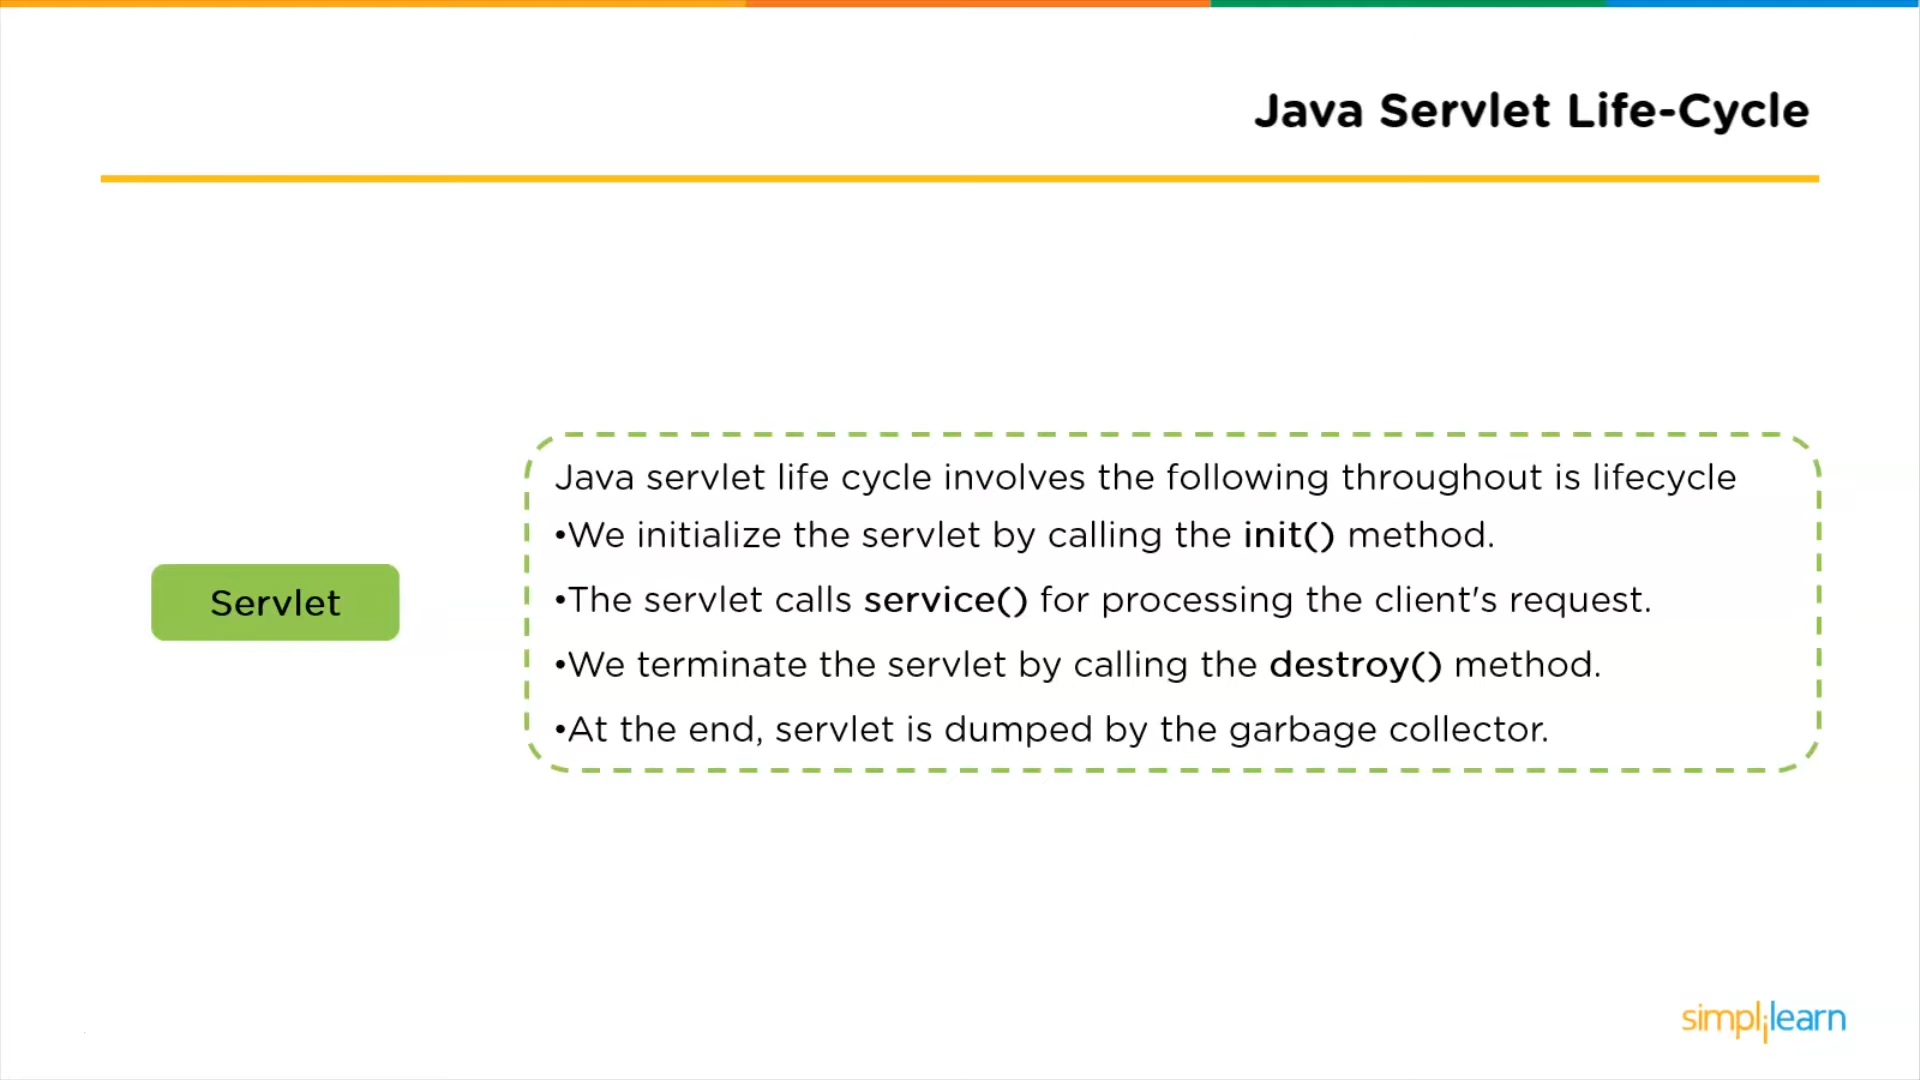 Java Servlet Life-Cycle
Servlet
Java servlet life cycle involves the following throughout is lifecycle
•We initialize the servlet by calling the init() method.
•The servlet calls service() for processing the client's request.
•We terminate the servlet by calling the destroy() method.
•At the end, servlet is dumped by the garbage collector.
simplilearn